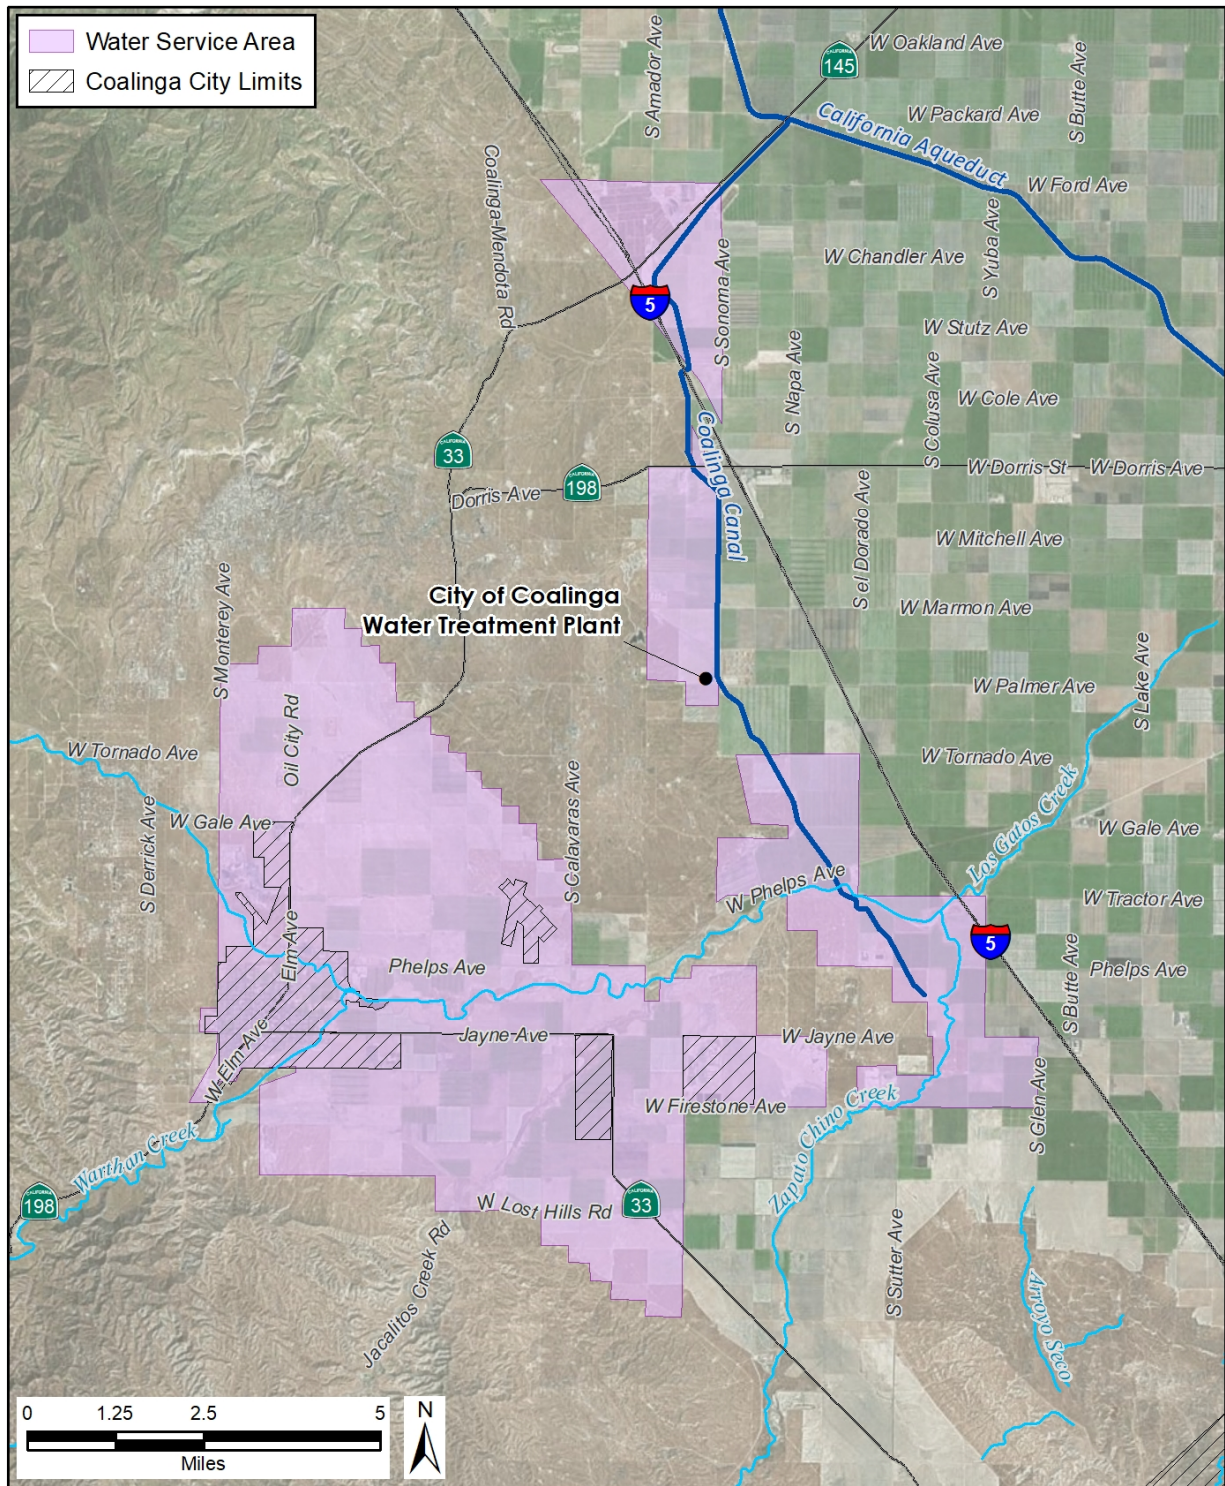 Water Service Area
Coalinga City Limits
S Amador Ave
CALIFORNIA
145
W Oakland Ave
S Butte Ave
W Packard Ave
California Aqueduct
Coalinga-Mendota Rd
W Ford Ave
S Yuba Ave
S Sonoma Ave
W Chandler Ave
5
W Stutz Ave
S Napa Ave
S Colusa Ave
W Cole Ave
CALIFORNIA
33
Coalinga Canal
CALIFORNIA
198
Dorris Ave
W Dorris St
W Dorris Ave
S el Dorado Ave
W Mitchell Ave
City of Coalinga
Water Treatment Plant
W Marmon Ave
S Monterey Ave
S Lake Ave
W Palmer Ave
Oil City Rd
W Tornado Ave
W Tornado Ave
S Derrick Ave
W Gale Ave
S Calavaras Ave
Los Gatos Creek
W Gale Ave
W Phelps Ave
W Tractor Ave
Elm Ave
5
Phelps Ave
Phelps Ave
S Butte Ave
Jayne Ave
W Jayne Ave
W Elm Ave
W Firestone Ave
Zapato Chino Creek
S Glen Ave
Warthan Creek
CALIFORNIA
198
W Lost Hills Rd
CALIFORNIA
33
S Sutter Ave
Jacalitos Creek Rd
Arroyo Seco
0 1.25 2.5 5
Miles
N